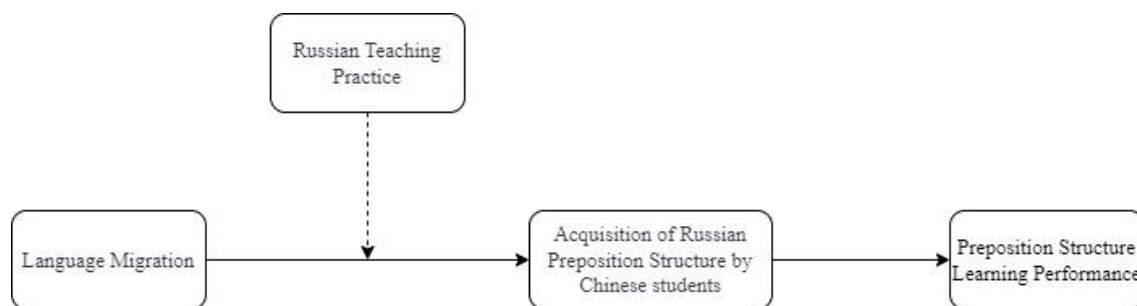 Russian Teaching
Practice
Language Migration
Acquisition of Russian
Preposition Structure by
Chinese students
Preposition Structure
Learning Performance